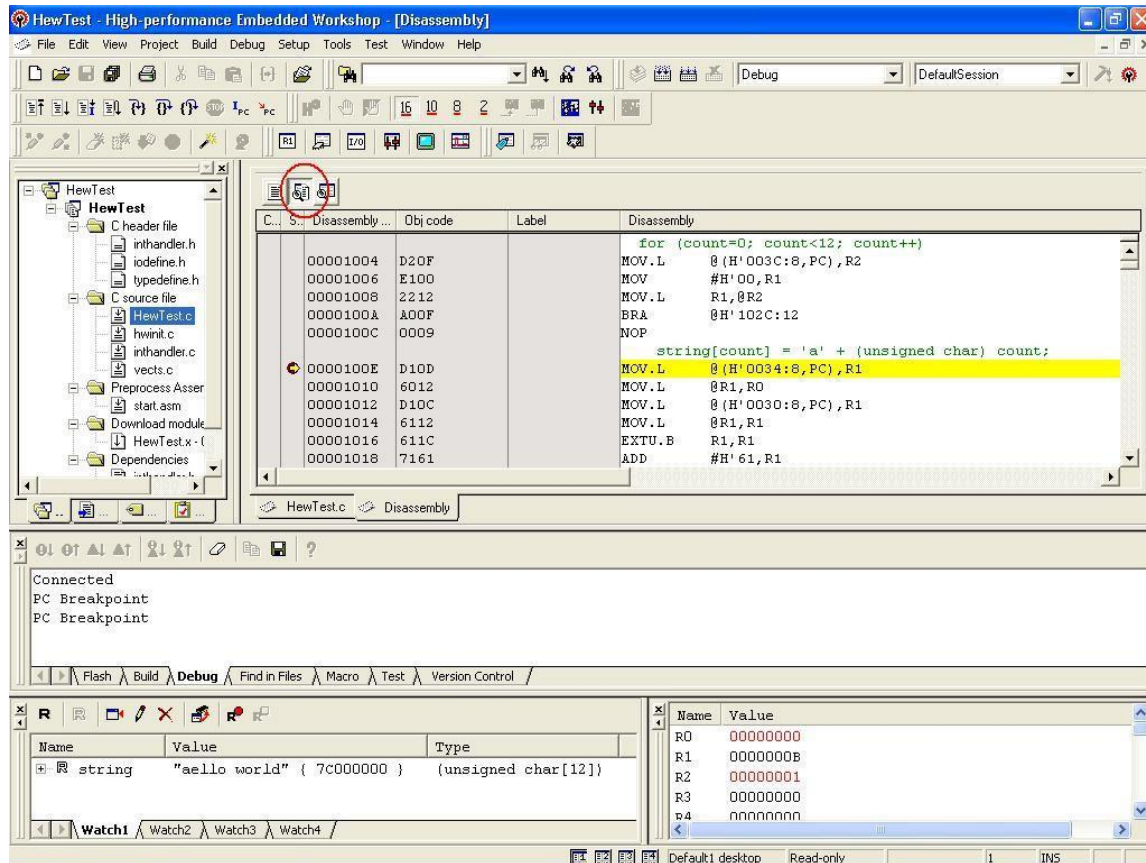 HewTest - High-performance Embedded Workshop - [Disassembly]
File Edit View Project Build Debug Setup Tools Test Window Help
Debug DefaultSession
16 10 8 2
R1 I/O
HewTest
HewTest
C header file
inthandler.h
iodefine.h
typedefine.h
C source file
HewTest.c
hwinit.c
inthandler.c
vects.c
Preprocess Asser
start.asm
Download module
HewTest.x - (
Dependencies
C... S... Disassembly ... Obj code Label Disassembly
for (count=0; count<12; count++)
00001004 D20F MOV.L @(H'003C:8,PC),R2
00001006 E100 MOV #H'00,R1
00001008 2212 MOV.L R1,@R2
0000100A A00F BRA @H'102C:12
0000100C 0009 NOP
string[count] = 'a' + (unsigned char) count;
0000100E D10D MOV.L @(H'0034:8,PC),R1
00001010 6012 MOV.L @R1,R0
00001012 D10C MOV.L @(H'0030:8,PC),R1
00001014 6112 MOV.L @R1,R1
00001016 611C EXTU.B R1,R1
00001018 7161 ADD #H'61,R1
HewTest.c Disassembly
Connected
PC Breakpoint
PC Breakpoint
Flash Build Debug Find in Files Macro Test Version Control
Name Value Type
string "aello world" { 7C000000 } (unsigned char[12])
Watch1 Watch2 Watch3 Watch4
Name Value
R0 00000000
R1 0000000B
R2 00000001
R3 00000000
R4 00000000
Default1 desktop Read-only 1 INS